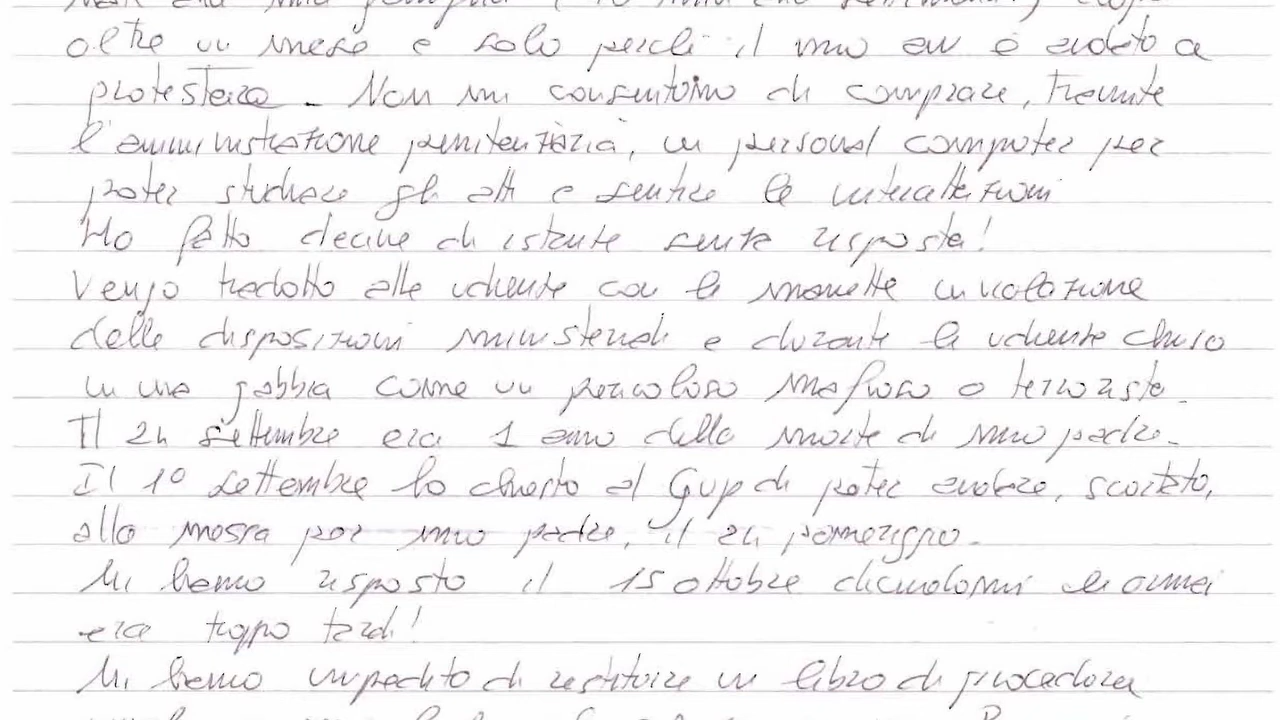 oltre un mese e solo perché il mio avv è andato a
protestare. Non mi consentono di comprare, tramite
l'amministrazione penitenziaria, un personal computer per
poter studiare gli atti e sentire le intercettazioni
Ho fatto decine di istanze senza risposta!
Vengo tradotto alle udienze con le manette in violazione
delle disposizioni ministeriali e durante le udienze chiuso
in una gabbia come un pericoloso mafioso o terrorista.
Il 24 settembre era 1 anno della morte di mio padre.
Il 1º settembre ho chiesto al Gup di poter andare, scortato,
alla messa per mio padre, il 24 pomeriggio.
Mi hanno risposto il 15 ottobre dicendomi che ormai
era troppo tardi!
Mi hanno impedito di restituire un libro di procedura